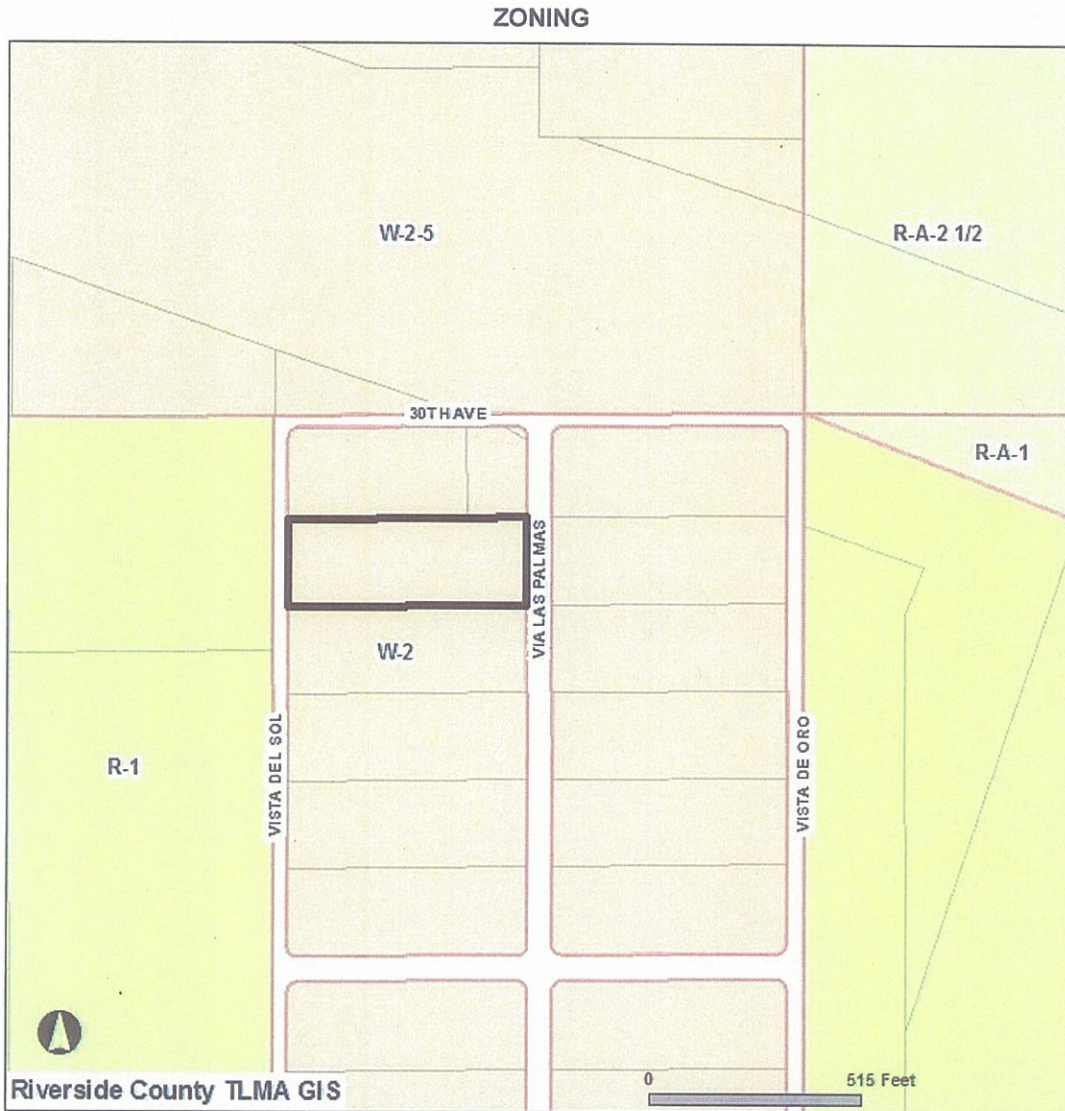 ZONING
W-2-5
R-A-2 1/2
30TH AVE
R-A-1
VIA LAS PALMAS
W-2
VISTA DEL SOL
VISTA DE ORO
R-1
0
515 Feet
Riverside County TLMA GIS